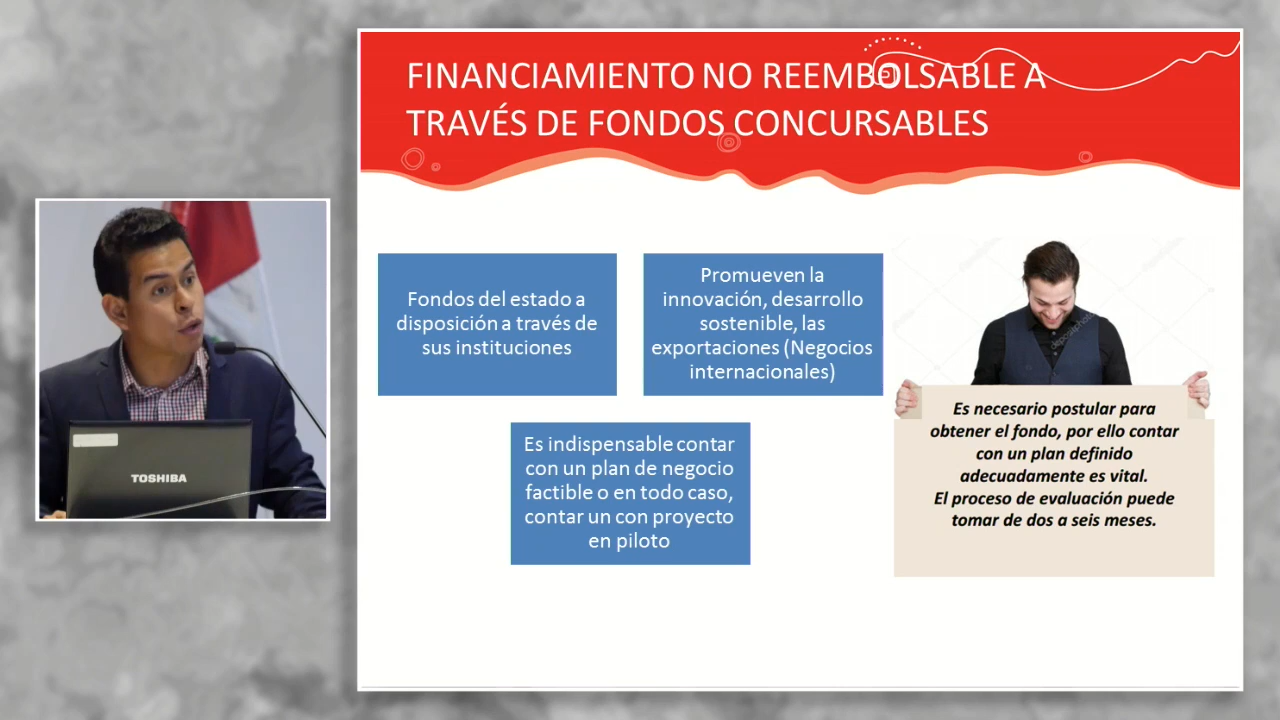 FINANCIAMIENTO NO REEMBOLSABLE A
TRAVÉS DE FONDOS CONCURSABLES
Fondos del estado a
disposición a través de
sus instituciones
Promueven la
innovación, desarrollo
sostenible, las
exportaciones (Negocios
internacionales)
Es indispensable contar
con un plan de negocio
factible o en todo caso,
contar un con proyecto
en piloto
Es necesario postular para
obtener el fondo, por ello contar
con un plan definido
adecuadamente es vital.
El proceso de evaluación puede
tomar de dos a seis meses.
TOSHIBA